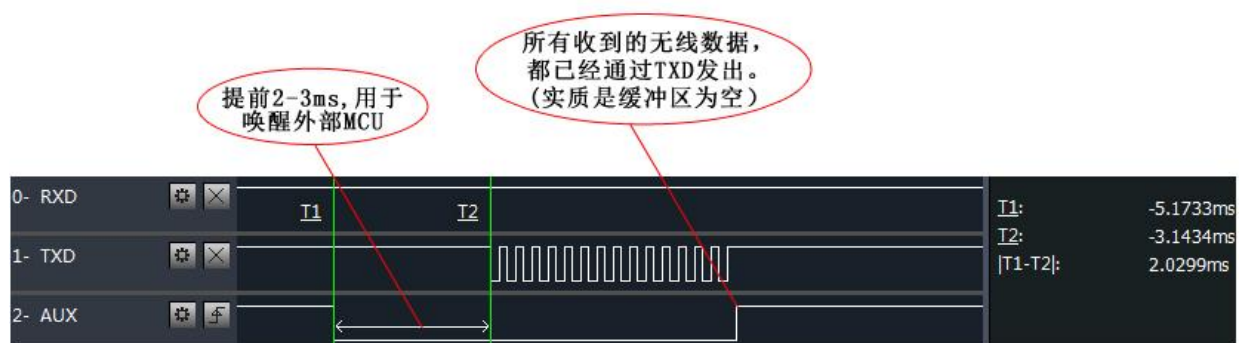 所有收到的无线数据，
都已经通过TXD发出。
(实质是缓冲区为空)
提前2-3ms,用于
唤醒外部MCU
0- RXD
T1
T2
T1: -5.1733ms
T2: -3.1434ms
|T1-T2|: 2.0299ms
1- TXD
2- AUX